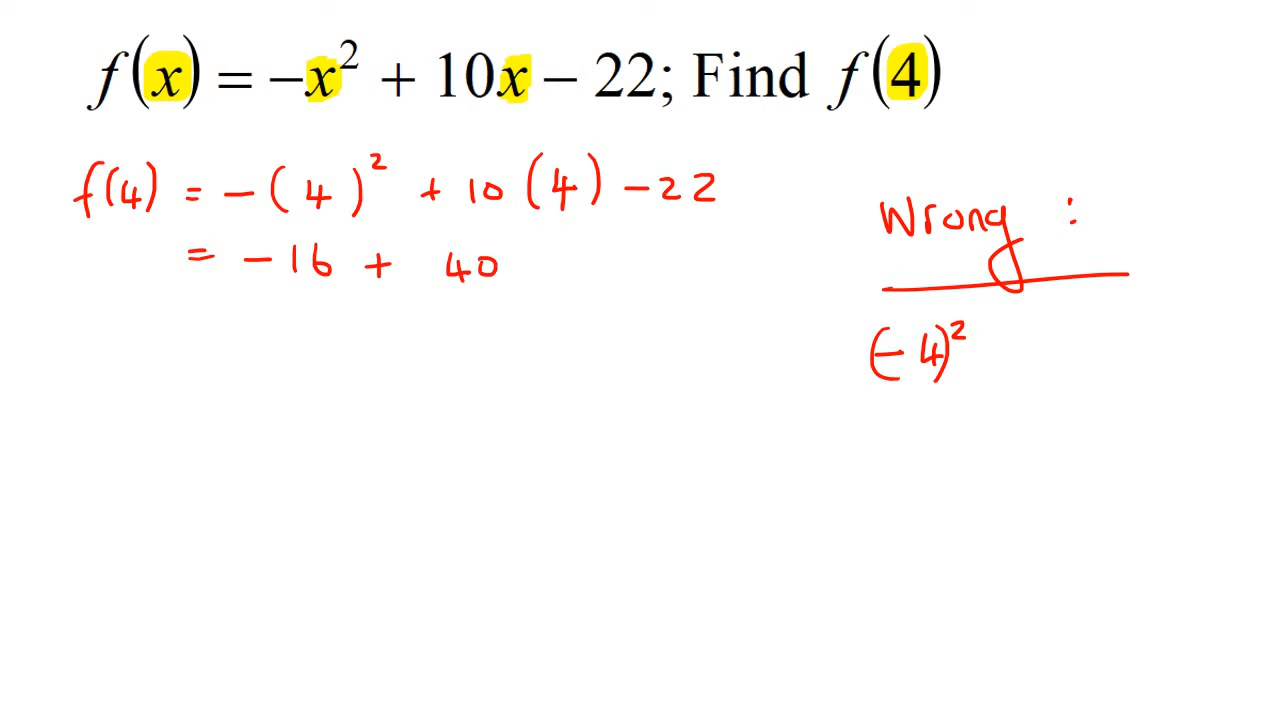 f(x) = −x² + 10x − 22; Find f(4)
f(4) = −(4)² + 10(4) − 22
= −16 + 40
Wrong :
(−4)²